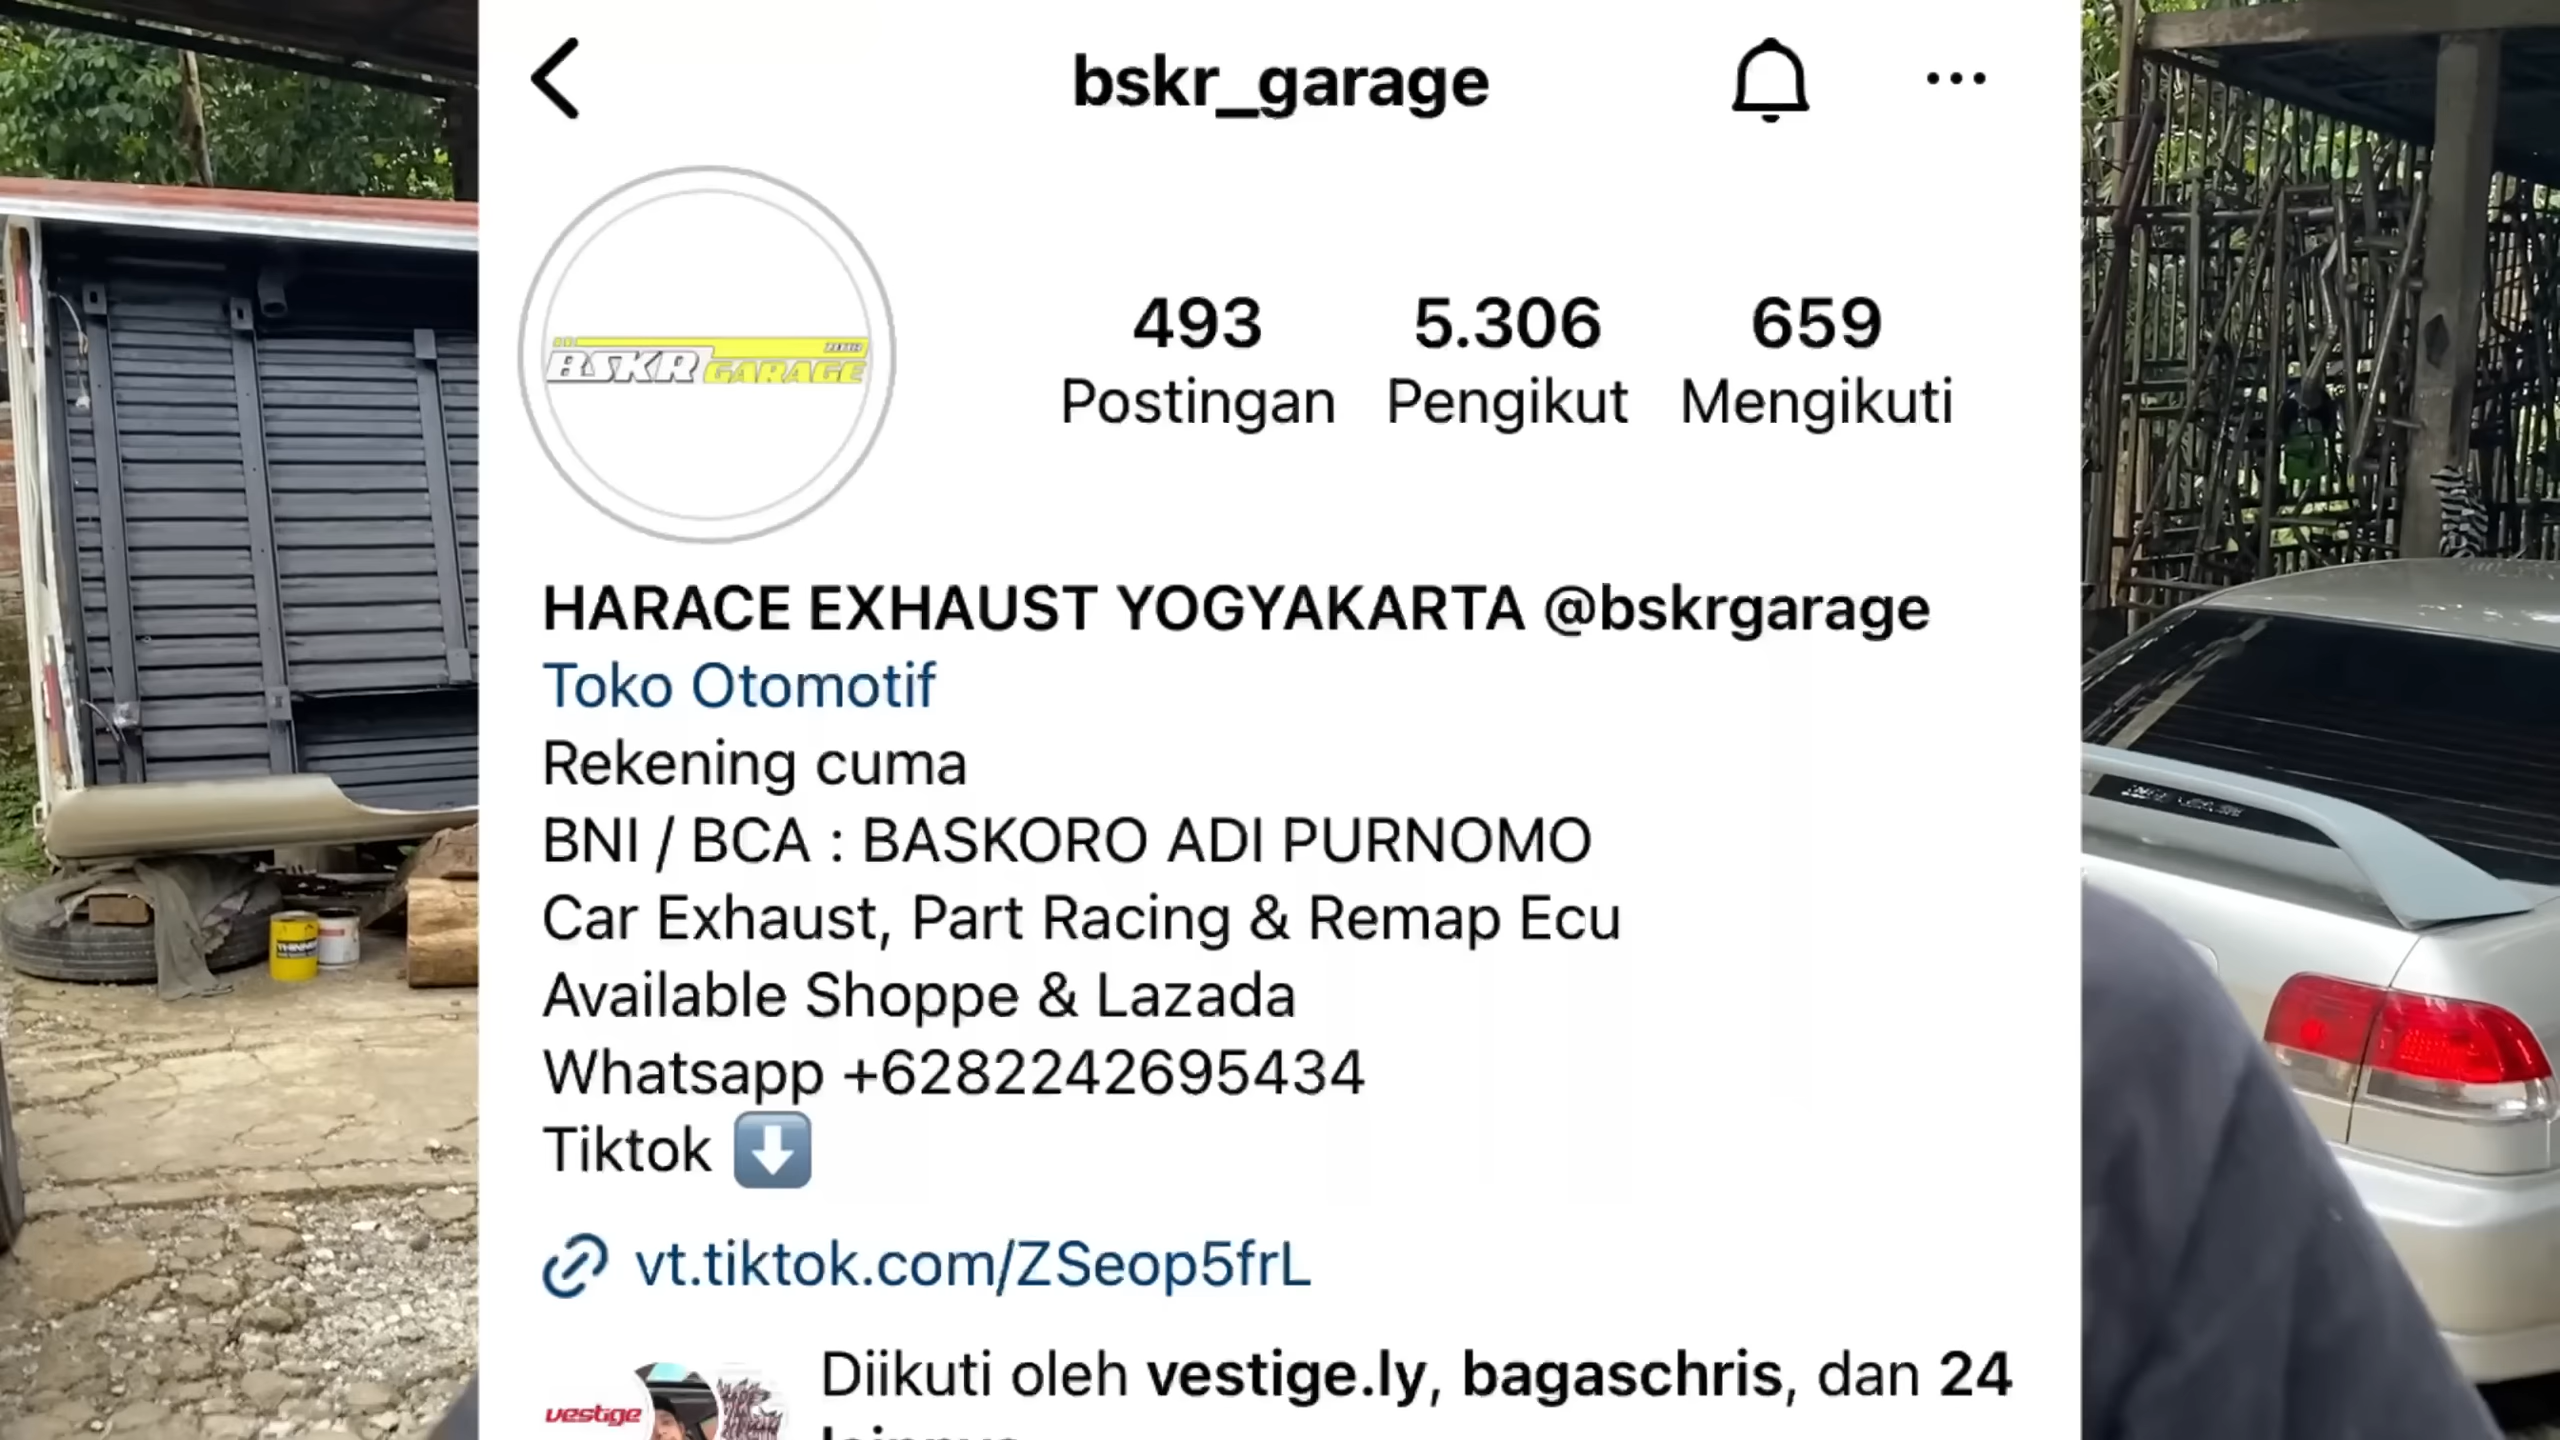 bskr_garage
BSKR GARAGE
493 5.306 659
Postingan Pengikut Mengikuti
HARACE EXHAUST YOGYAKARTA @bskrgarage
Toko Otomotif
Rekening cuma
BNI / BCA : BASKORO ADI PURNOMO
Car Exhaust, Part Racing & Remap Ecu
Available Shoppe & Lazada
Whatsapp +6282242695434
Tiktok
vt.tiktok.com/ZSeop5frL
Diikuti oleh vestige.ly, bagaschris, dan 24
vestige